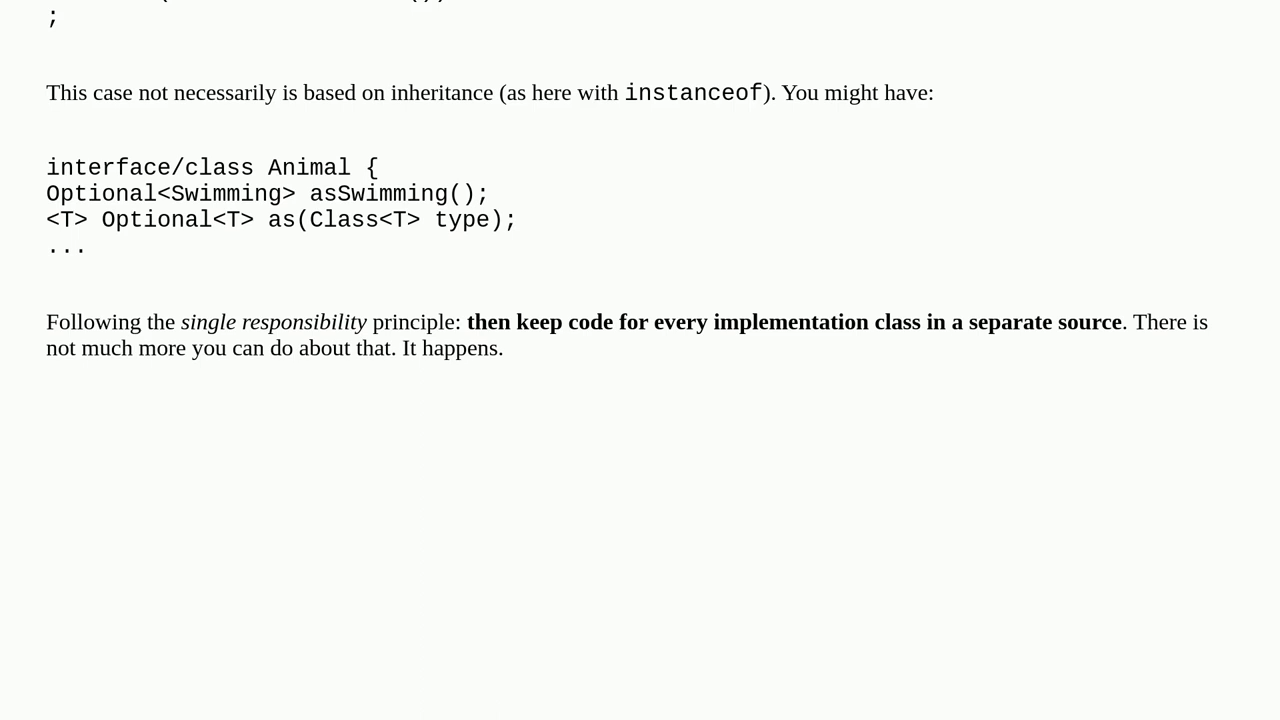 ;
This case not necessarily is based on inheritance (as here with instanceof). You might have:
interface/class Animal {
Optional<Swimming> asSwimming();
<T> Optional<T> as(Class<T> type);
...
Following the single responsibility principle: then keep code for every implementation class in a separate source. There is
not much more you can do about that. It happens.